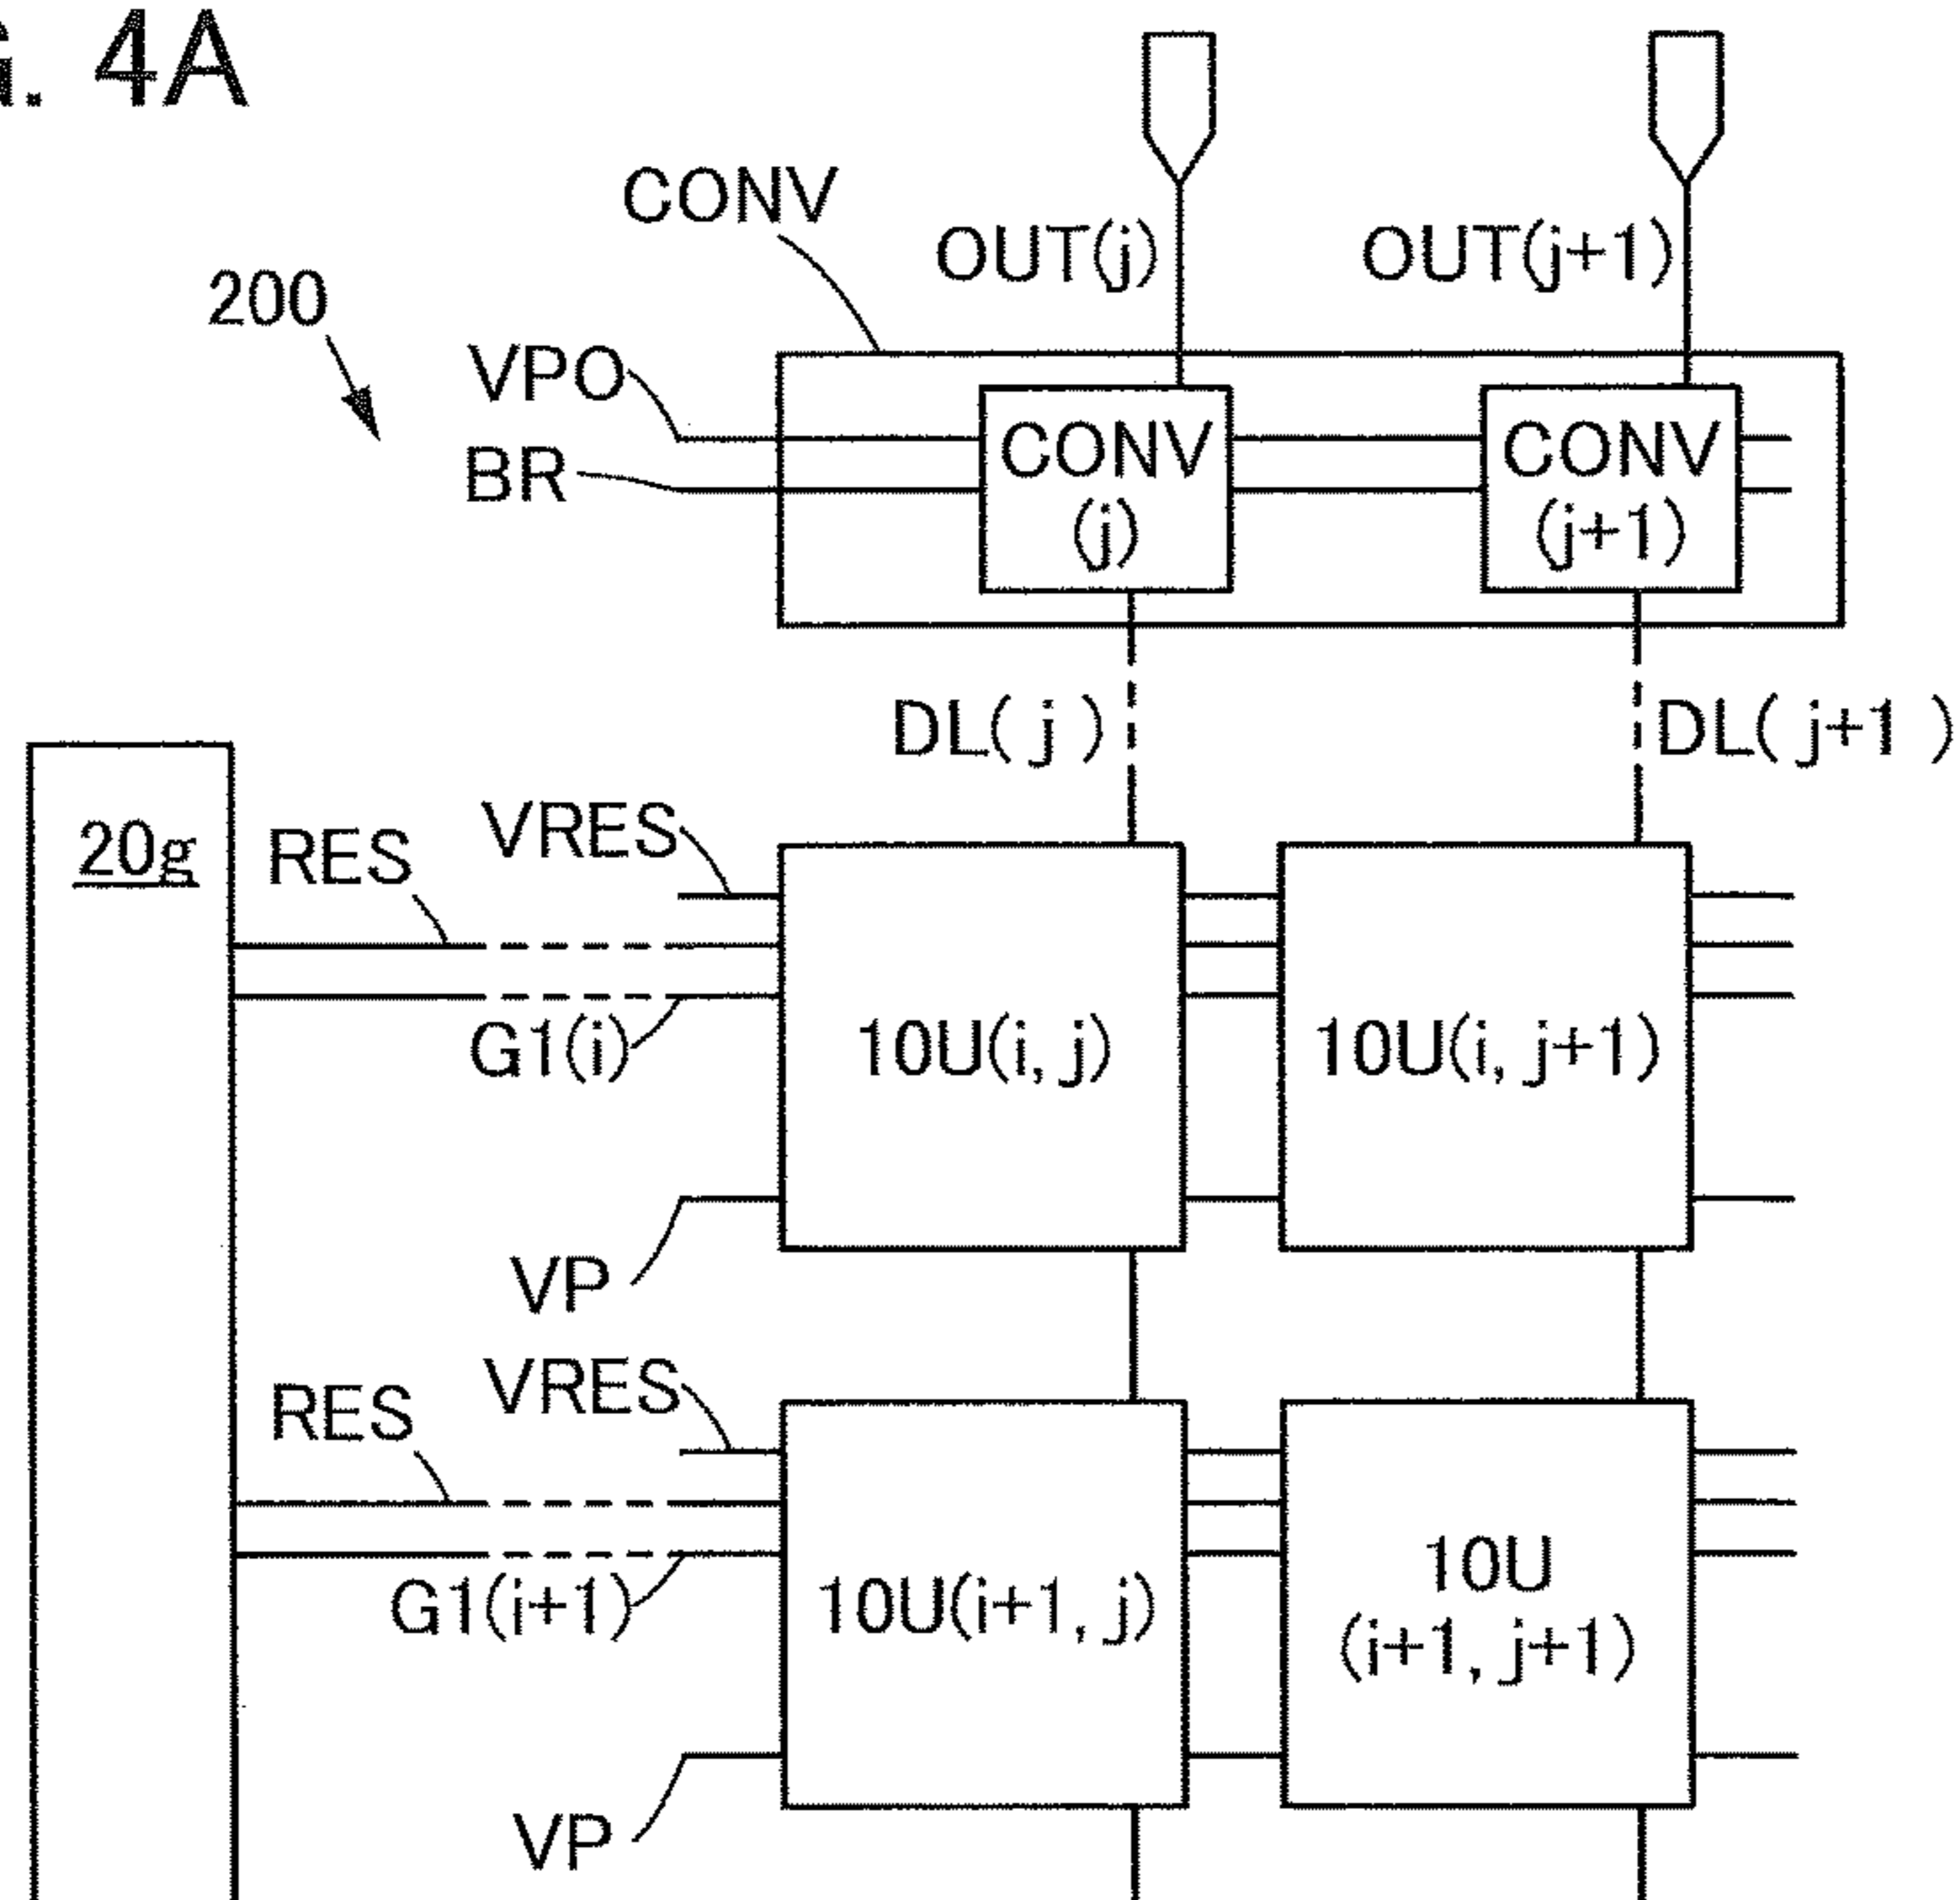 G. 4A
CONV
OUT(j)
OUT(j+1)
200
VPO
BR
CONV
(j)
CONV
(j+1)
DL( j )
DL( j+1 )
20g
RES
VRES
G1(i)
10U(i, j)
10U(i, j+1)
VP
RES
VRES
G1(i+1)
10U(i+1, j)
10U
(i+1, j+1)
VP